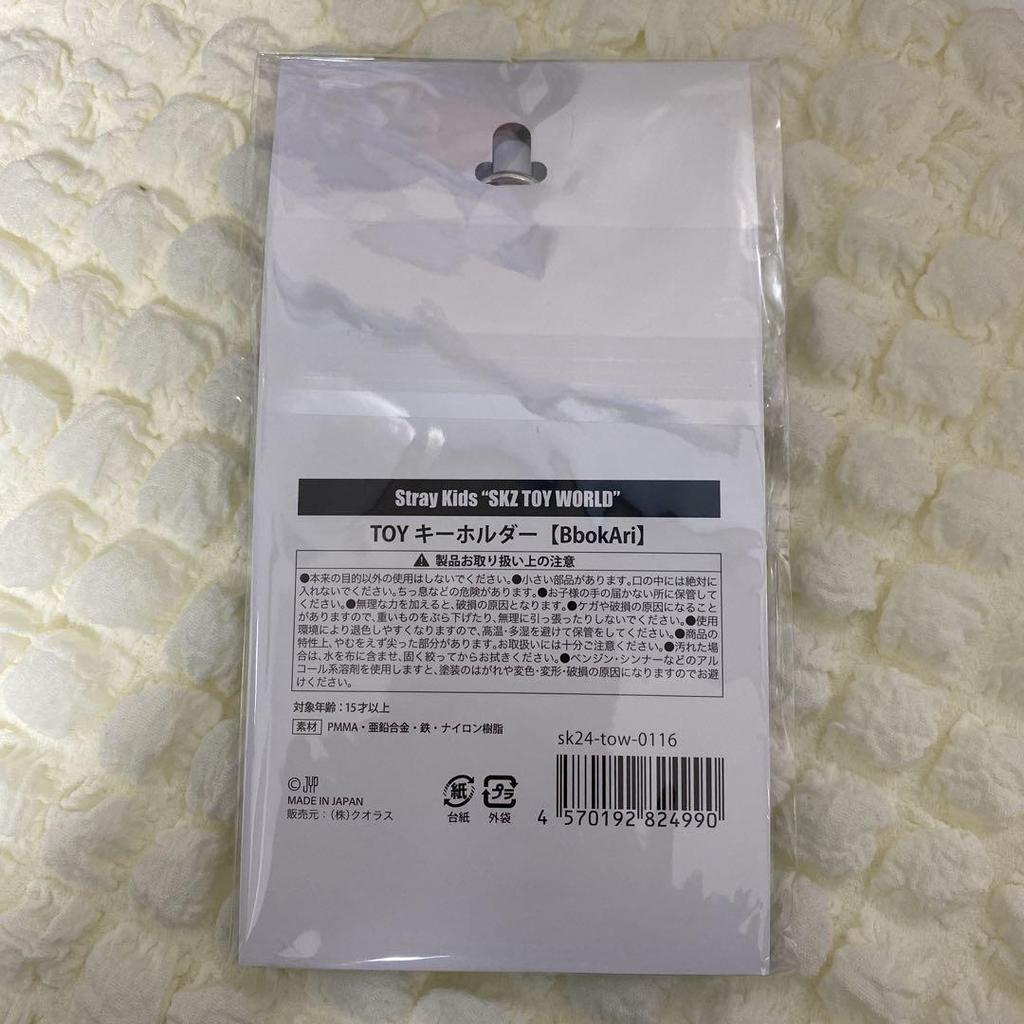 Stray Kids “SKZ TOY WORLD”
TOY キーホルダー【BbokAri】
⚠ 製品お取り扱い上の注意
●本来の目的以外の使用はしないでください。●小さい部品があります。口の中には絶対に
入れないでください。ちっ息などの危険があります。●お子様の手の届かない所に保管して
ください。●無理な力を加えると、破損の原因となります。●ケガや破損の原因になること
がありますので、重いものをぶら下げたり、無理に引っ張ったりしないでください。●使用
環境により退色しやすくなりますので、高温・多湿を避けて保管をしてください。●商品の
特性上、やむをえず尖った部分があります。お取扱いには十分ご注意ください。●汚れた場
合は、水を布に含ませ、固く絞ってからお拭きください。●ベンジン・シンナーなどのアル
コール系溶剤を使用しますと、塗装のはがれや変色・変形・破損の原因になりますのでお避
けください。
対象年齢：15才以上
素材 PMMA・亜鉛合金・鉄・ナイロン樹脂
sk24-tow-0116
© JYP
MADE IN JAPAN
販売元：（株）クオラス
紙 プラ
台紙 外袋
4 570192 824990